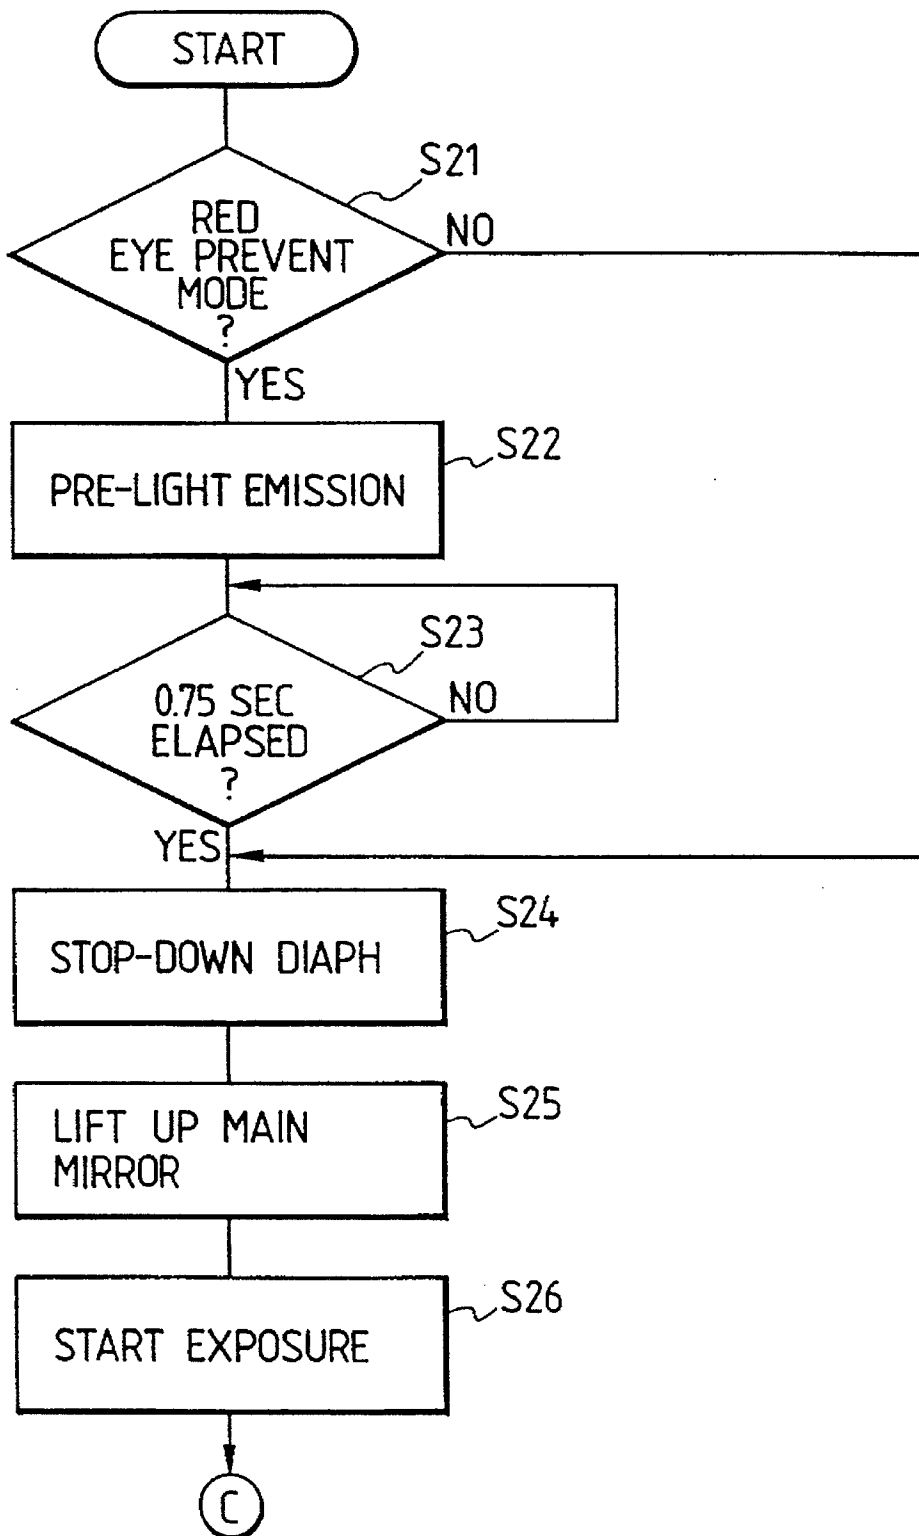 START
S21
RED
EYE PREVENT
MODE
?
NO
YES
S22
PRE-LIGHT EMISSION
S23
0.75 SEC
ELAPSED
?
NO
YES
S24
STOP-DOWN DIAPH
S25
LIFT UP MAIN
MIRROR
S26
START EXPOSURE
C